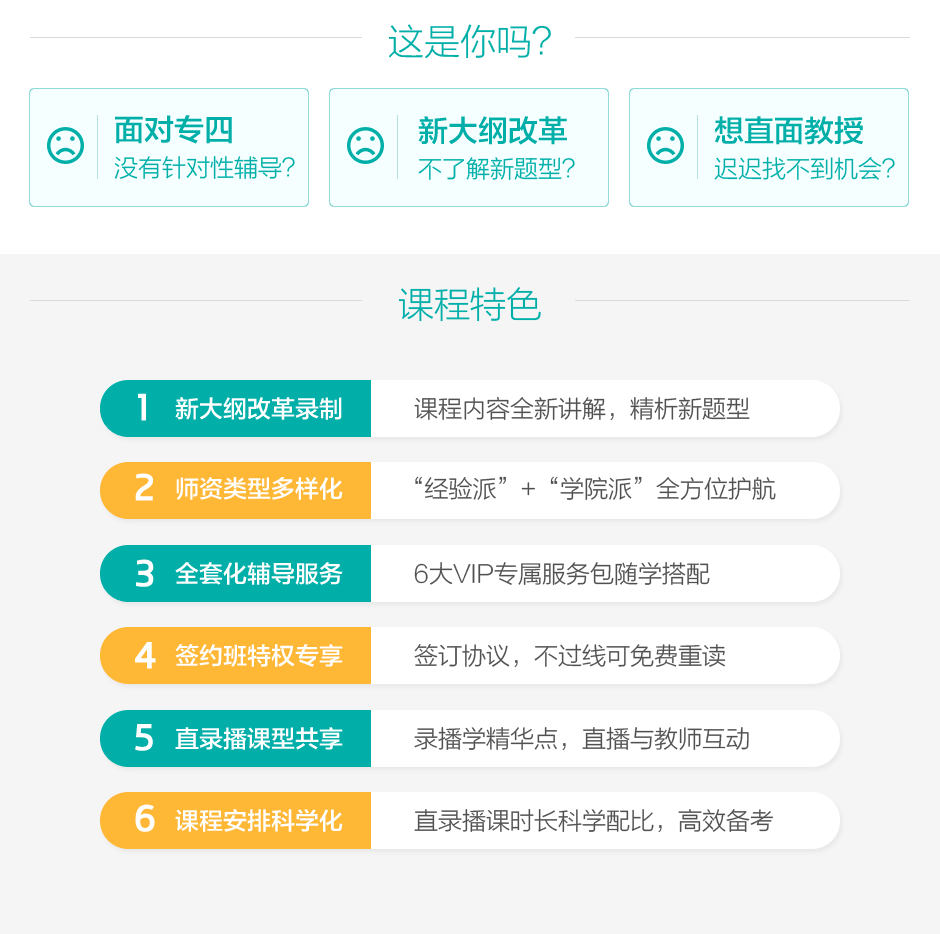 这是你吗?
面对专四
没有针对性辅导?
新大纲改革
不了解新题型?
想直面教授
迟迟找不到机会?
课程特色
1 新大纲改革录制 课程内容全新讲解，精析新题型
2 师资类型多样化 “经验派”+“学院派”全方位护航
3 全套化辅导服务 6大VIP专属服务包随学搭配
4 签约班特权专享 签订协议，不过线可免费重读
5 直录播课型共享 录播学精华点，直播与教师互动
6 课程安排科学化 直录播课时长科学配比，高效备考